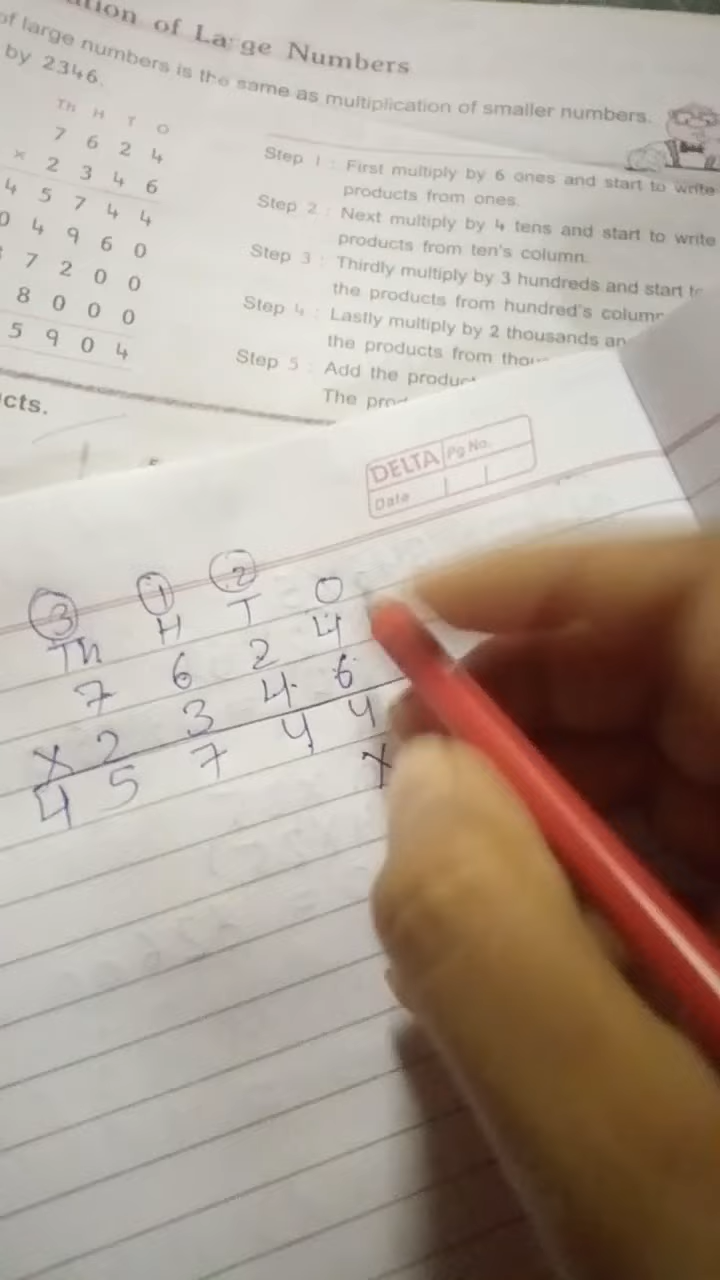 ation of Large Numbers
of large numbers is the same as multiplication of smaller numbers.
by 2346.
Th H T O
7 6 2 4
× 2 3 4 6
4 5 7 4 4
0 4 9 6 0
7 2 0 0
8 0 0 0
5 9 0 4
Step 1 : First multiply by 6 ones and start to write
products from ones.
Step 2 : Next multiply by 4 tens and start to write
products from ten's column.
Step 3 : Thirdly multiply by 3 hundreds and start to
the products from hundred's column
Step 4 : Lastly multiply by 2 thousands an
the products from thou
Step 5 : Add the product
The prod
cts.
DELTA Pg No.
Date
3 1 2
Th H T O
7 6 2 4
X 2 3 4 6
4 5 7 4 4
X